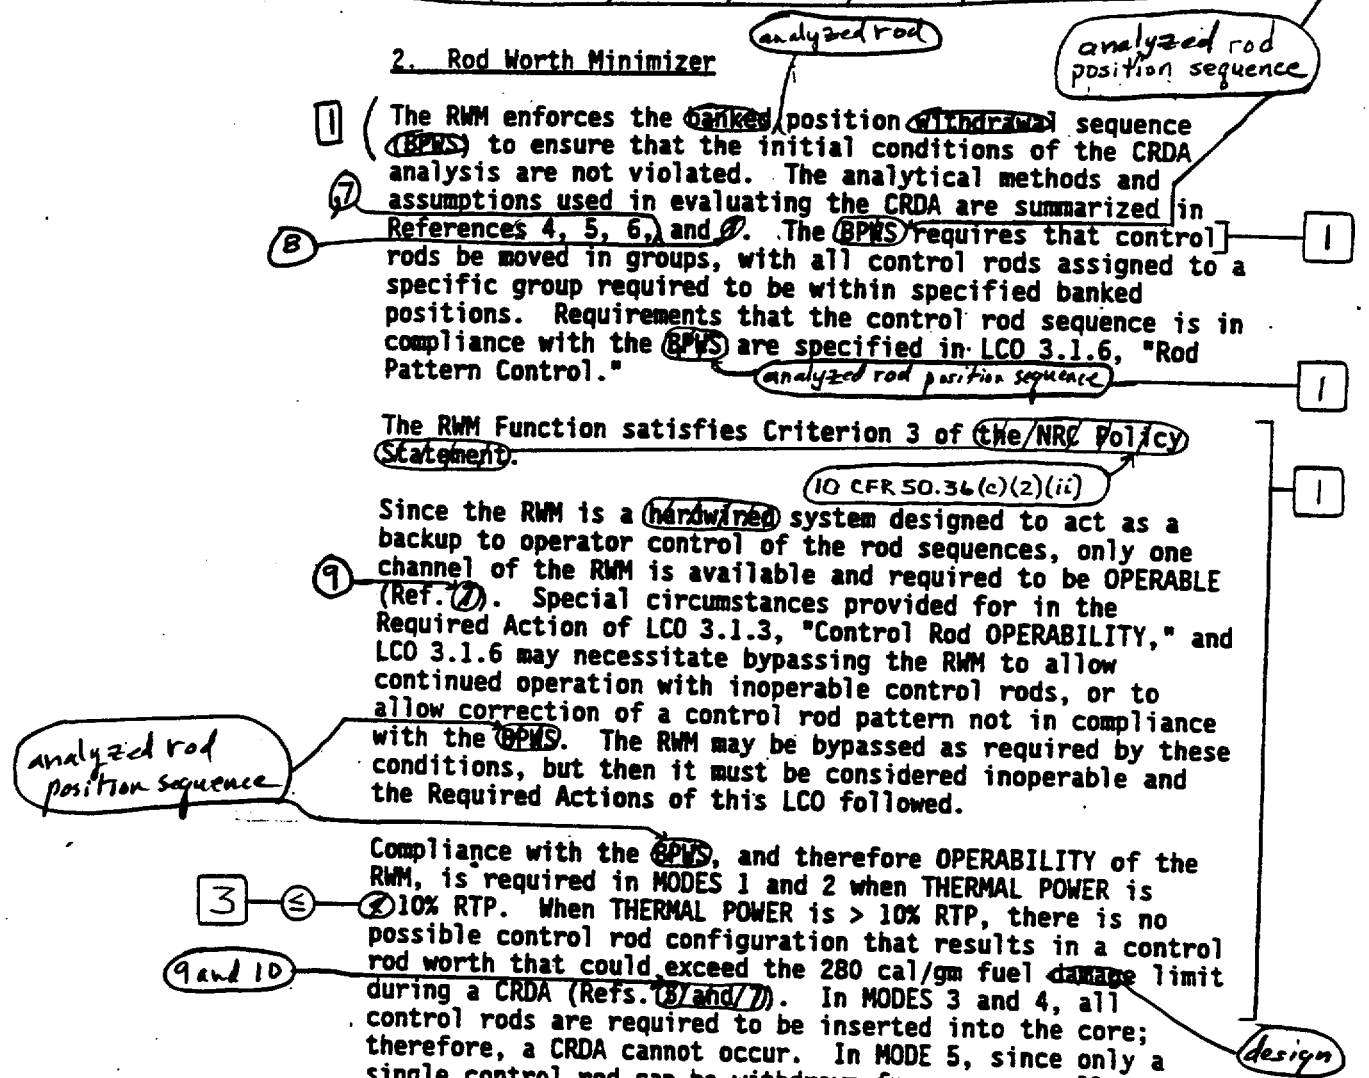 analyzed rod
analyzed rod
position sequence
2. Rod Worth Minimizer
1
The RWM enforces the banked position withdrawal sequence
(BPWS) to ensure that the initial conditions of the CRDA
analysis are not violated. The analytical methods and
7
assumptions used in evaluating the CRDA are summarized in
References 4, 5, 6, and 7. The BPWS requires that control
1
8
rods be moved in groups, with all control rods assigned to a
specific group required to be within specified banked
positions. Requirements that the control rod sequence is in
compliance with the BPWS are specified in LCO 3.1.6, "Rod
Pattern Control."
analyzed rod position sequence
1
The RWM Function satisfies Criterion 3 of the NRC Policy
Statement.
10 CFR 50.36(c)(2)(ii)
1
Since the RWM is a hardwired system designed to act as a
backup to operator control of the rod sequences, only one
9
channel of the RWM is available and required to be OPERABLE
(Ref. 7). Special circumstances provided for in the
Required Action of LCO 3.1.3, "Control Rod OPERABILITY," and
LCO 3.1.6 may necessitate bypassing the RWM to allow
continued operation with inoperable control rods, or to
allow correction of a control rod pattern not in compliance
with the BPWS. The RWM may be bypassed as required by these
analyzed rod
position sequence
conditions, but then it must be considered inoperable and
the Required Actions of this LCO followed.
Compliance with the BPWS, and therefore OPERABILITY of the
RWM, is required in MODES 1 and 2 when THERMAL POWER is
3 ≤
< 10% RTP. When THERMAL POWER is > 10% RTP, there is no
possible control rod configuration that results in a control
9 and 10
rod worth that could exceed the 280 cal/gm fuel damage limit
during a CRDA (Refs. 6 and 7). In MODES 3 and 4, all
control rods are required to be inserted into the core;
therefore, a CRDA cannot occur. In MODE 5, since only a
design
single control rod can be withdrawn